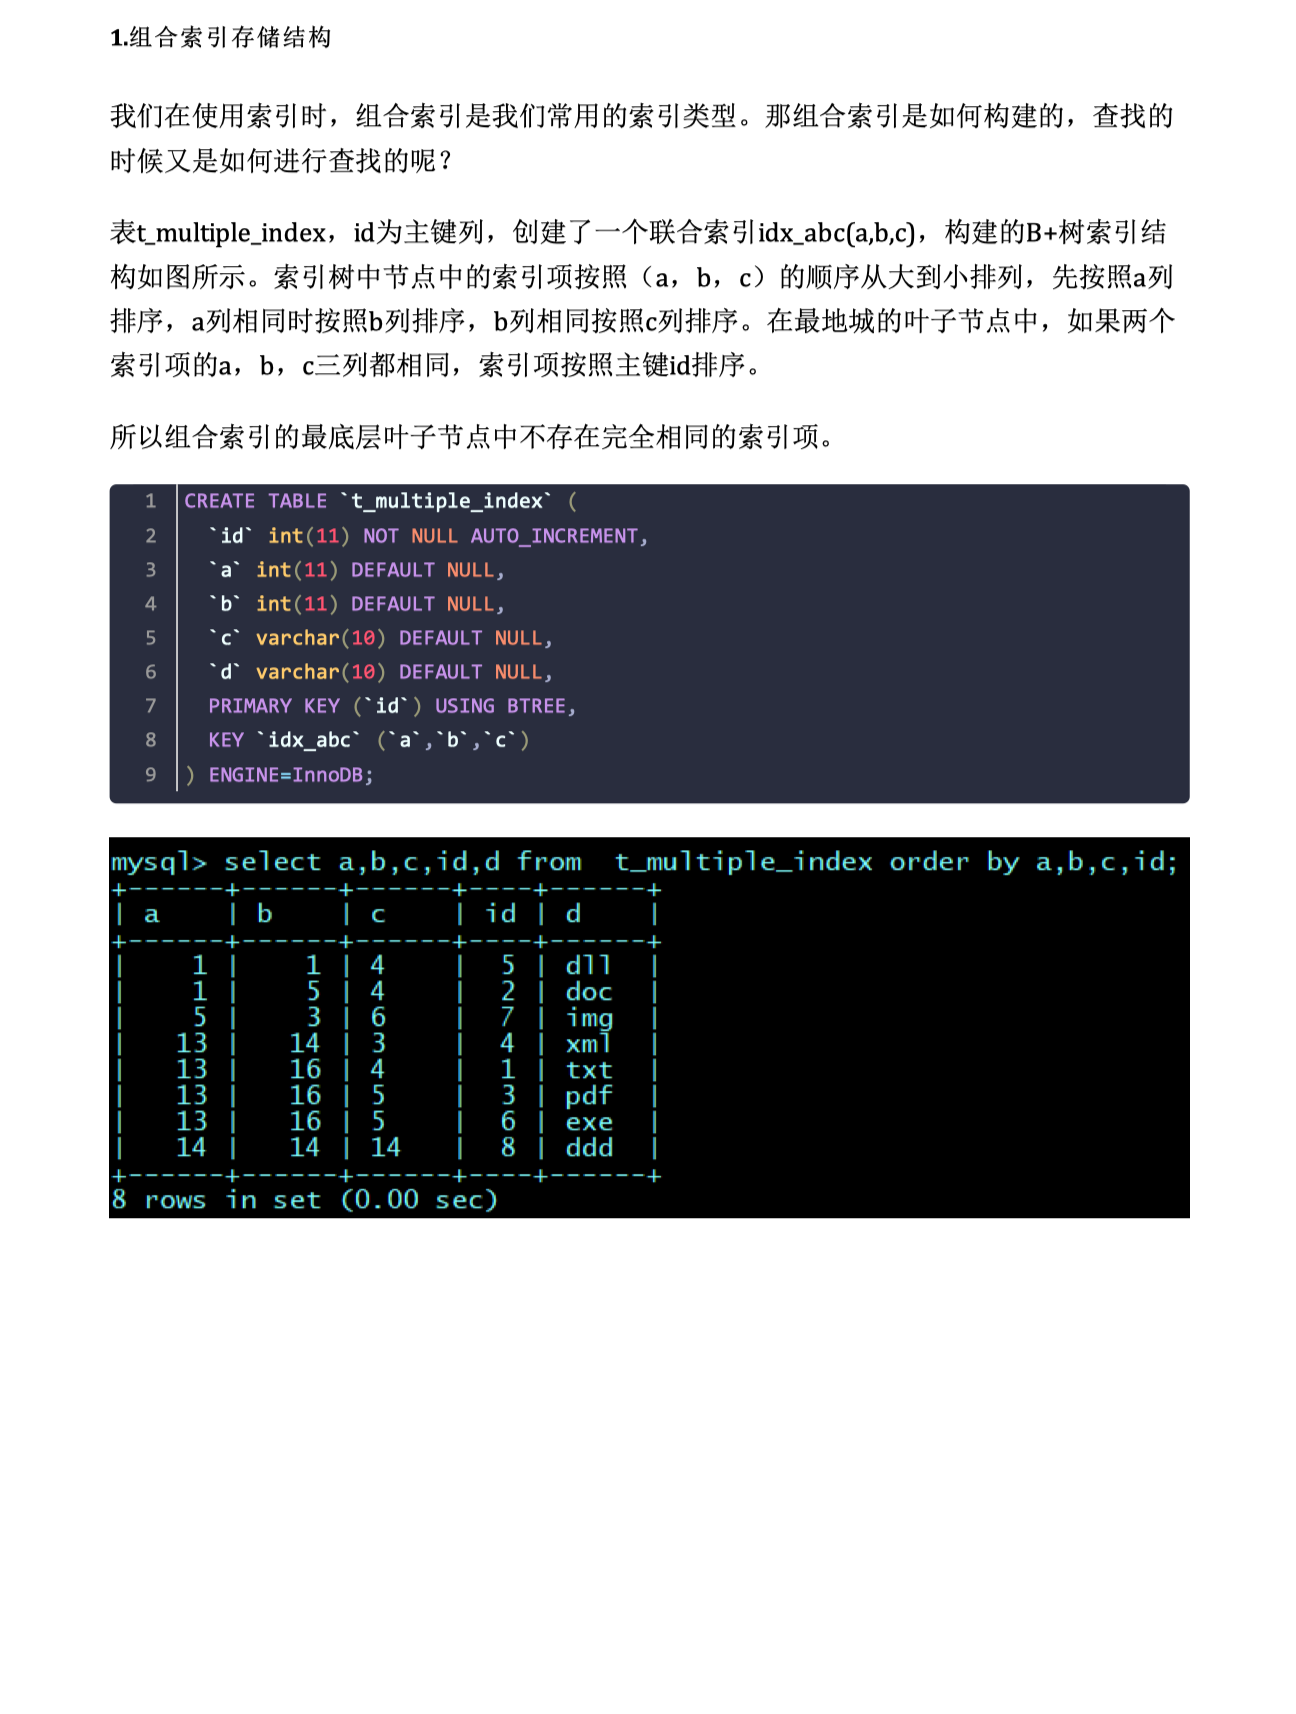 1.组合索引存储结构
我们在使用索引时，组合索引是我们常用的索引类型。那组合索引是如何构建的，查找的
时候又是如何进行查找的呢？
表t_multiple_index，id为主键列，创建了一个联合索引idx_abc(a,b,c)，构建的B+树索引结
构如图所示。索引树中节点中的索引项按照（a，b，c）的顺序从大到小排列，先按照a列
排序，a列相同时按照b列排序，b列相同按照c列排序。在最地城的叶子节点中，如果两个
索引项的a，b，c三列都相同，索引项按照主键id排序。
所以组合索引的最底层叶子节点中不存在完全相同的索引项。
1 CREATE TABLE `t_multiple_index` (
2 `id` int(11) NOT NULL AUTO_INCREMENT,
3 `a` int(11) DEFAULT NULL,
4 `b` int(11) DEFAULT NULL,
5 `c` varchar(10) DEFAULT NULL,
6 `d` varchar(10) DEFAULT NULL,
7 PRIMARY KEY (`id`) USING BTREE,
8 KEY `idx_abc` (`a`,`b`,`c`)
9 ) ENGINE=InnoDB;
mysql> select a,b,c,id,d from  t_multiple_index order by a,b,c,id;
+------+------+------+----+------+
| a    | b    | c    | id | d    |
+------+------+------+----+------+
|    1 |    1 | 4    |  5 | dll  |
|    1 |    5 | 4    |  2 | doc  |
|    5 |    3 | 6    |  7 | img  |
|   13 |   14 | 3    |  4 | xml  |
|   13 |   16 | 4    |  1 | txt  |
|   13 |   16 | 5    |  3 | pdf  |
|   13 |   16 | 5    |  6 | exe  |
|   14 |   14 | 14   |  8 | ddd  |
+------+------+------+----+------+
8 rows in set (0.00 sec)